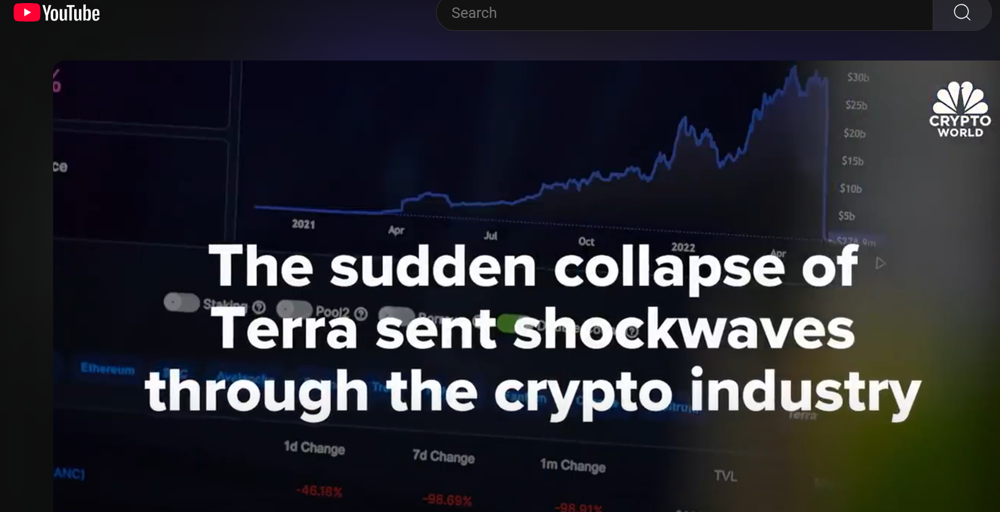 YouTube
Search
$30b
$25b
CRYPTO
WORLD
$20b
$15b
ce
$10b
$5b
2021
Apr
Jul
Oct
2022
Apr
The sudden collapse of
Staking
Pool2
Terra sent shockwaves
Ethereum
Avalanche
through the crypto industry
Terra
1d Change
7d Change
1m Change
TVL
ANC)
-46.18%
-98.69%
-98.91%